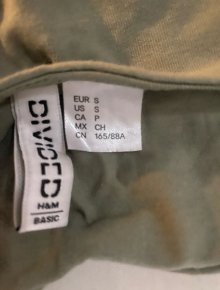 DIVIDED
H&M
BASIC
EUR S
US S
CA P
MX CH
CN 165/88A